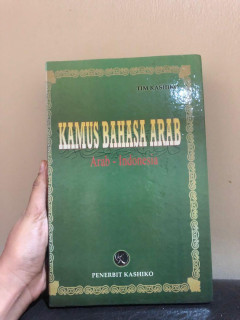 TIM KASHIKO
KAMUS BAHASA ARAB
Arab - Indonesia
PENERBIT KASHIKO